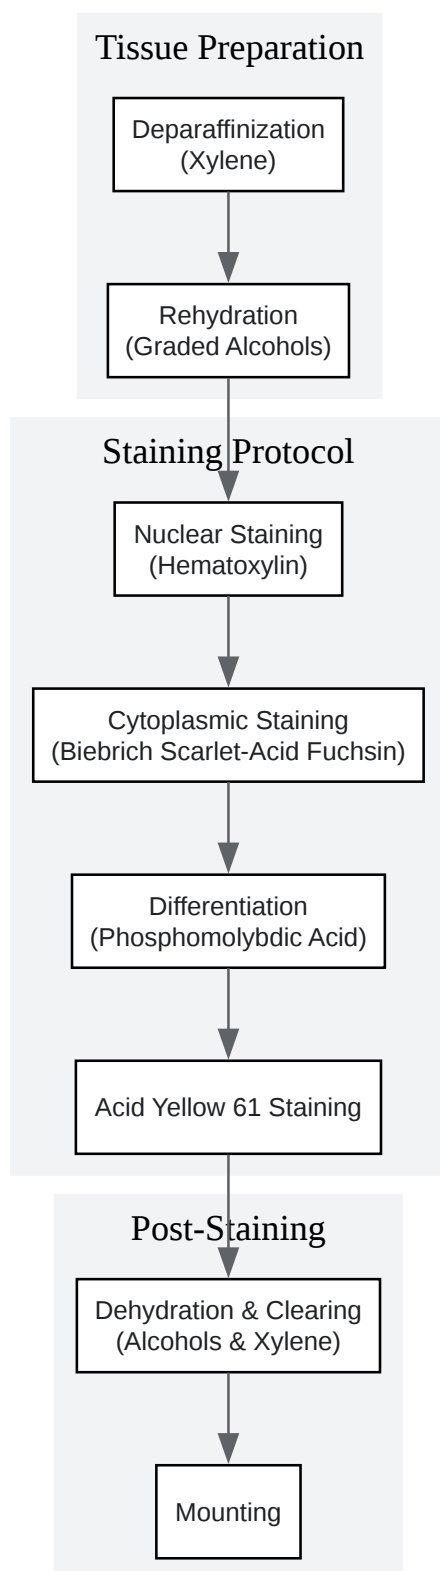 Tissue Preparation
Deparaffinization
(Xylene)
Rehydration
(Graded Alcohols)
Staining Protocol
Nuclear Staining
(Hematoxylin)
Cytoplasmic Staining
(Biebrich Scarlet-Acid Fuchsin)
Differentiation
(Phosphomolybdic Acid)
Acid Yellow 61 Staining
Post-Staining
Dehydration & Clearing
(Alcohols & Xylene)
Mounting